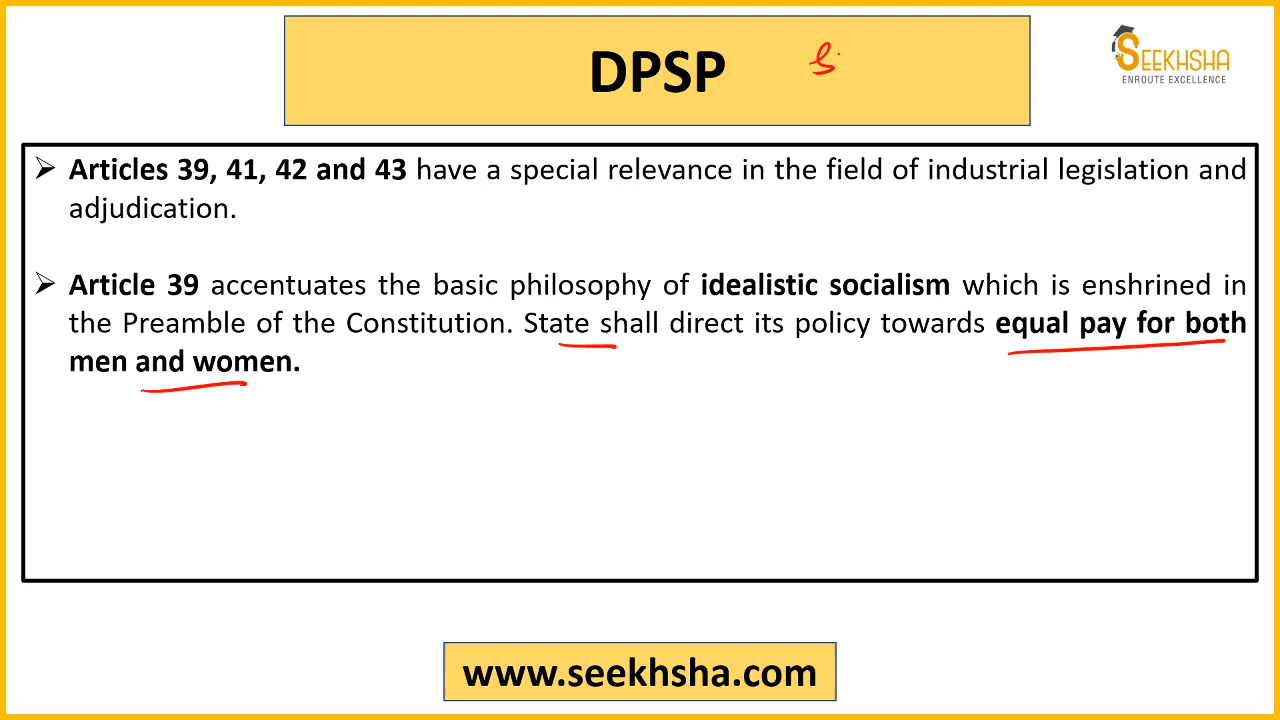 DPSP
SEEKHSHA
ENROUTE EXCELLENCE
➢ Articles 39, 41, 42 and 43 have a special relevance in the field of industrial legislation and
adjudication.
➢ Article 39 accentuates the basic philosophy of idealistic socialism which is enshrined in
the Preamble of the Constitution. State shall direct its policy towards equal pay for both
men and women.
www.seekhsha.com